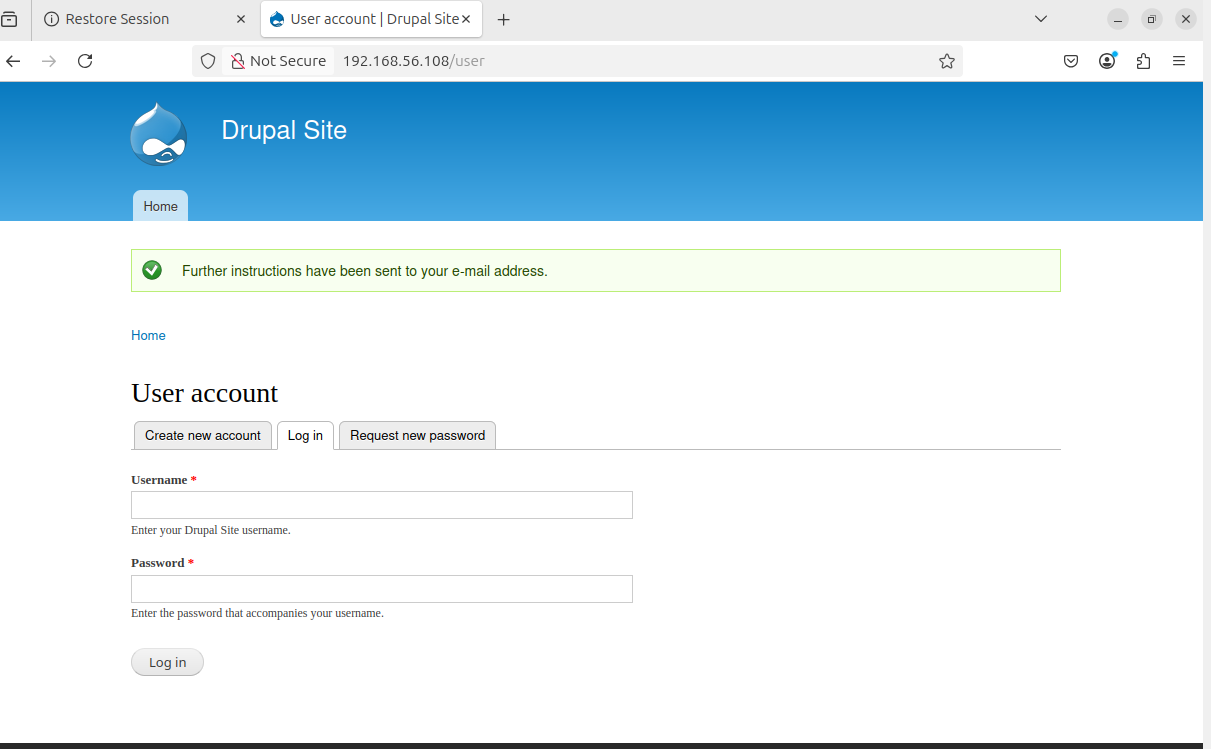 Restore Session
User account | Drupal Site
Not Secure
192.168.56.108/user
Drupal Site
Home
Further instructions have been sent to your e-mail address.
Home
User account
Create new account
Log in
Request new password
Username *
Enter your Drupal Site username.
Password *
Enter the password that accompanies your username.
Log in